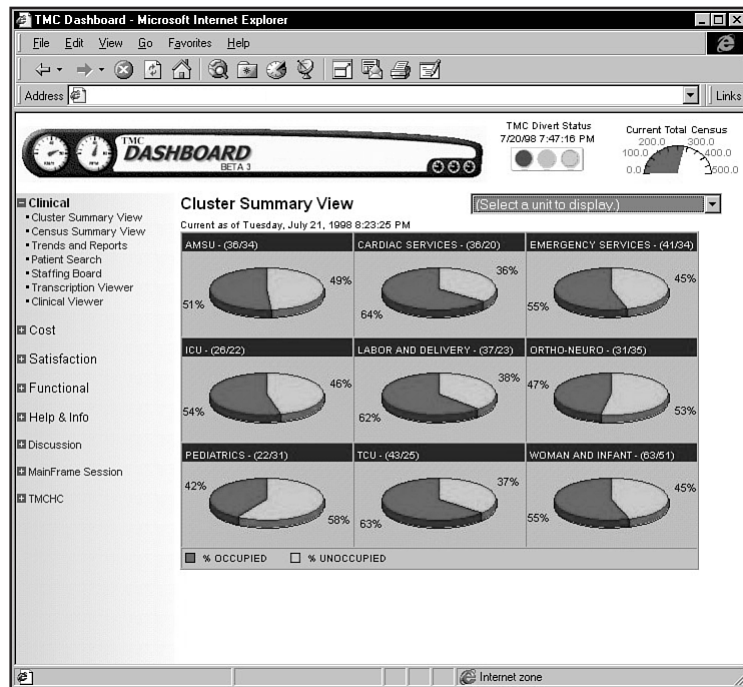 TMC Dashboard - Microsoft Internet Explorer
File Edit View Go Favorites Help
Address
Links
TMC
DASHBOARD
BETA 3
TMC Divert Status
7/20/98 7:47:16 PM
Current Total Census
200.0 300.0
100.0 400.0
0.0 500.0
Clinical
Cluster Summary View
Census Summary View
Trends and Reports
Patient Search
Staffing Board
Transcription Viewer
Clinical Viewer
Cost
Satisfaction
Functional
Help & Info
Discussion
MainFrame Session
TMCHC
Cluster Summary View
(Select a unit to display.)
Current as of Tuesday, July 21, 1998 8:23:25 PM
AMSU - (36/34)
49%
51%
CARDIAC SERVICES - (36/20)
36%
64%
EMERGENCY SERVICES - (41/34)
45%
55%
ICU - (26/22)
46%
54%
LABOR AND DELIVERY - (37/23)
38%
62%
ORTHO-NEURO - (31/35)
47%
53%
PEDIATRICS - (22/31)
42%
58%
TCU - (43/25)
37%
63%
WOMAN AND INFANT - (63/51)
45%
55%
% OCCUPIED % UNOCCUPIED
Internet zone